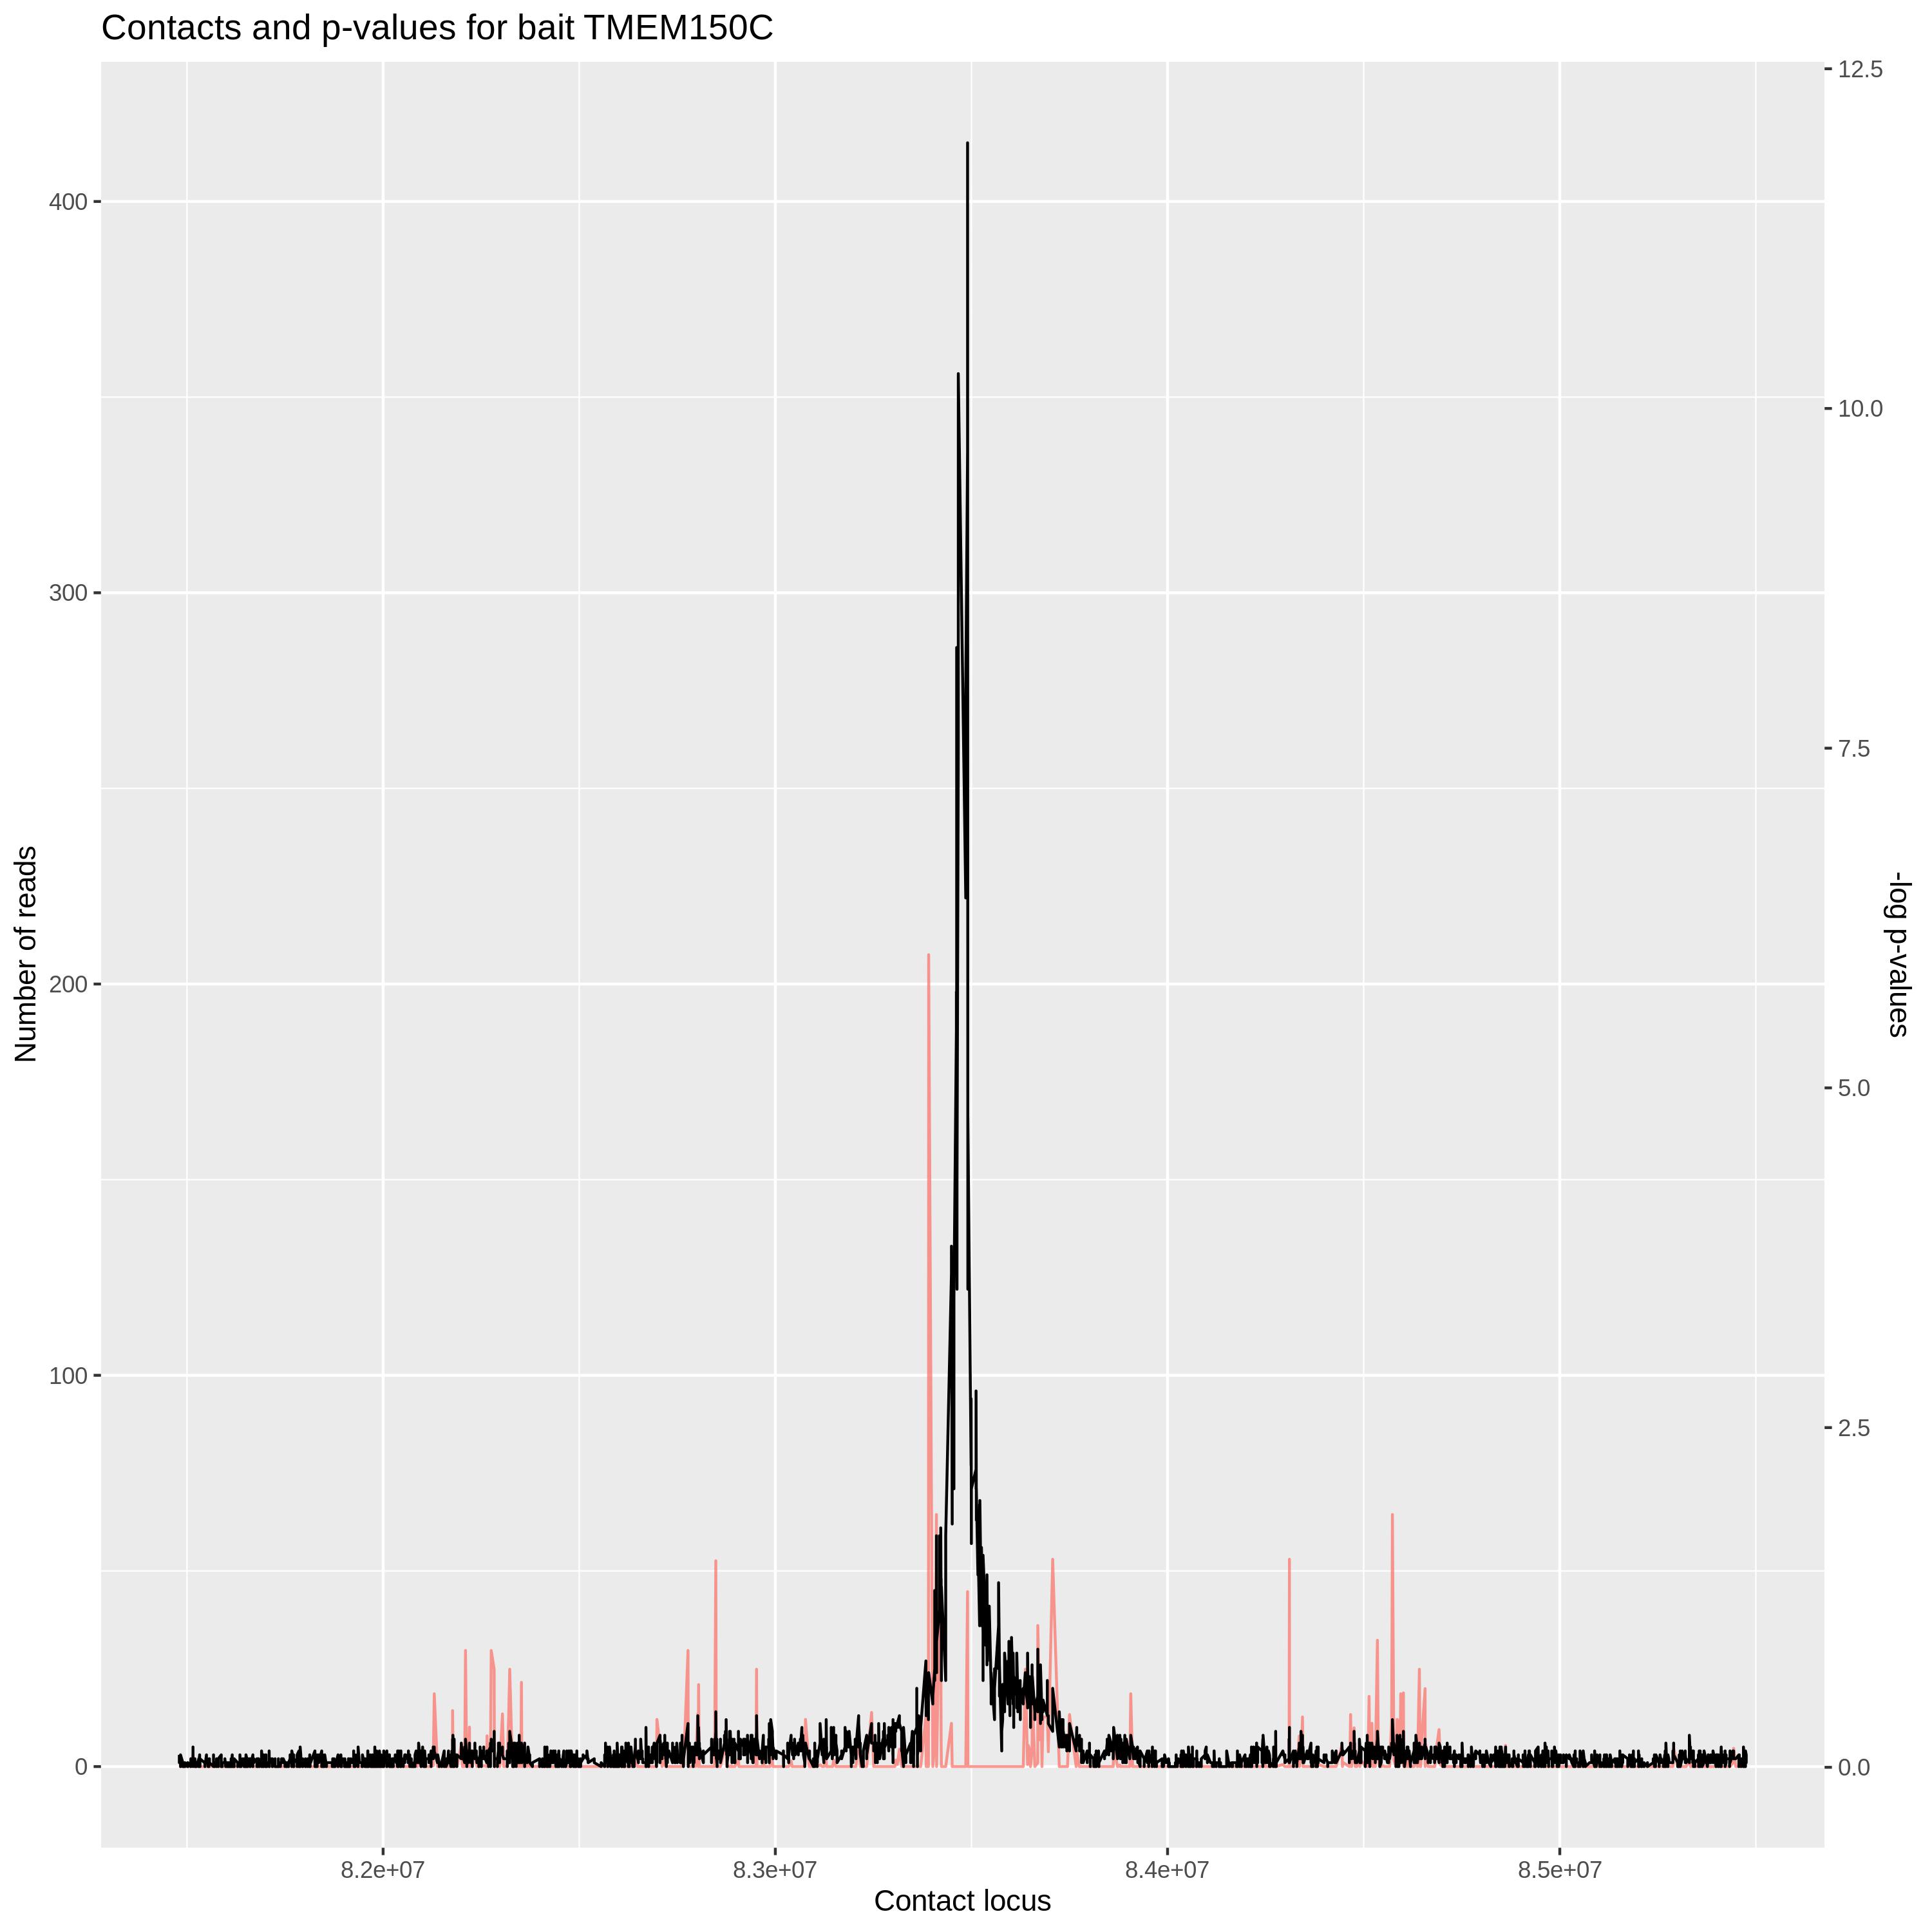 Contacts and p-values for bait TMEM150C
Number of reads
400
300
200
100
0
12.5
10.0
7.5
5.0
2.5
0.0
-log p-values
8.2e+07
8.3e+07
8.4e+07
8.5e+07
Contact locus